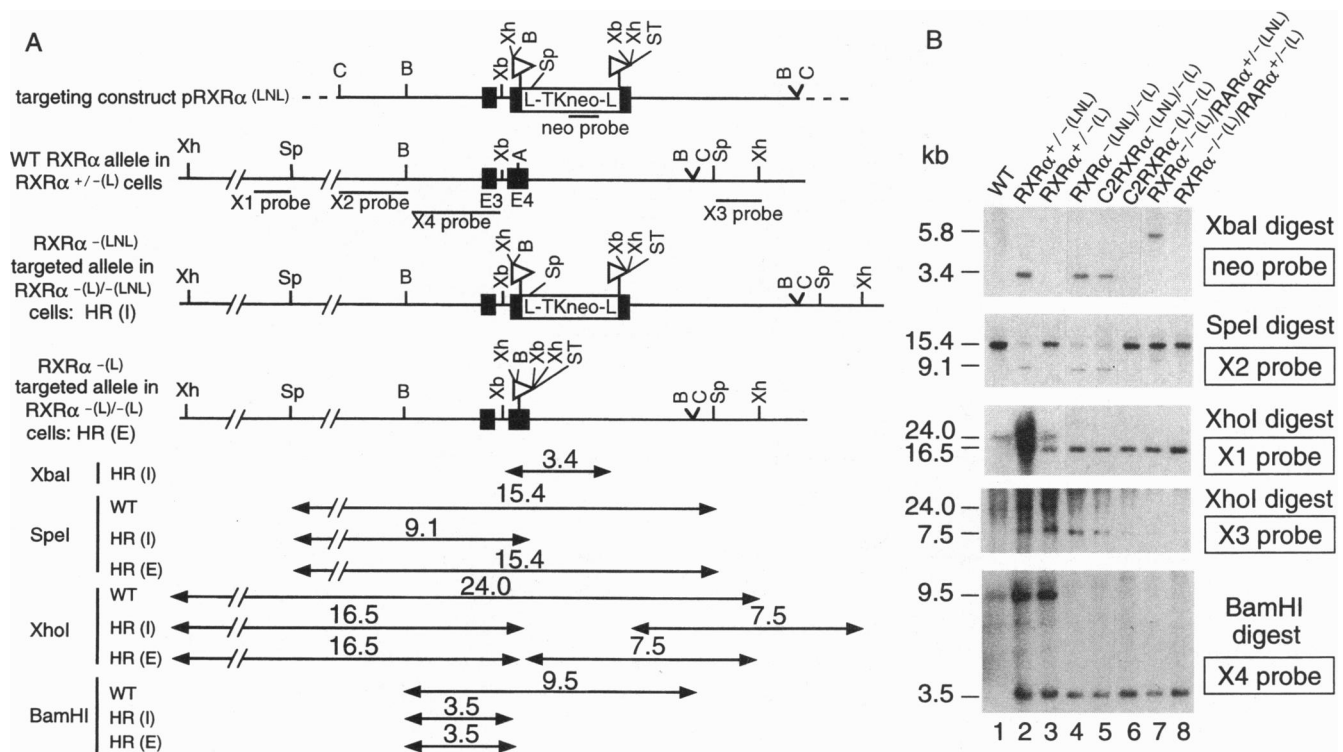 A
Xh
B
Xb
Xh
ST
C B Xb Sp B C
targeting construct pRXRα (LNL)
L-TKneo-L
neo probe
WT RXRα allele in
RXRα +/-(L) cells
Xh Sp B Xb A B C Sp Xh
E3 E4
X1 probe X2 probe X4 probe X3 probe
RXRα -(LNL)
targeted allele in
RXRα -(L)/-(LNL)
cells: HR (I)
Xh B Xb Xh ST
Xh Sp B Xb Sp B C Sp Xh
L-TKneo-L
RXRα -(L)
targeted allele in
RXRα -(L)/-(L)
cells: HR (E)
B Xb Xh ST
Xh
Xh Sp B Xb B C Sp Xh
XbaI HR (I) 3.4
SpeI WT 15.4
HR (I) 9.1
HR (E) 15.4
XhoI WT 24.0
HR (I) 16.5 7.5
HR (E) 16.5 7.5
BamHI WT 9.5
HR (I) 3.5
HR (E) 3.5
B
kb
WT
RXRα+/-(LNL)
RXRα+/-(L)
RXRα-(LNL)/-(L)
C2RXRα-(LNL)/-(L)
C2RXRα-(L)/-(L)
RXRα-(L)/-(L)/RARα+/-(LNL)
RXRα-(L)/-(L)/RARα+/-(L)
5.8
3.4
XbaI digest
neo probe
15.4
9.1
SpeI digest
X2 probe
24.0
16.5
XhoI digest
X1 probe
24.0
7.5
XhoI digest
X3 probe
9.5
3.5
BamHI
digest
X4 probe
1 2 3 4 5 6 7 8